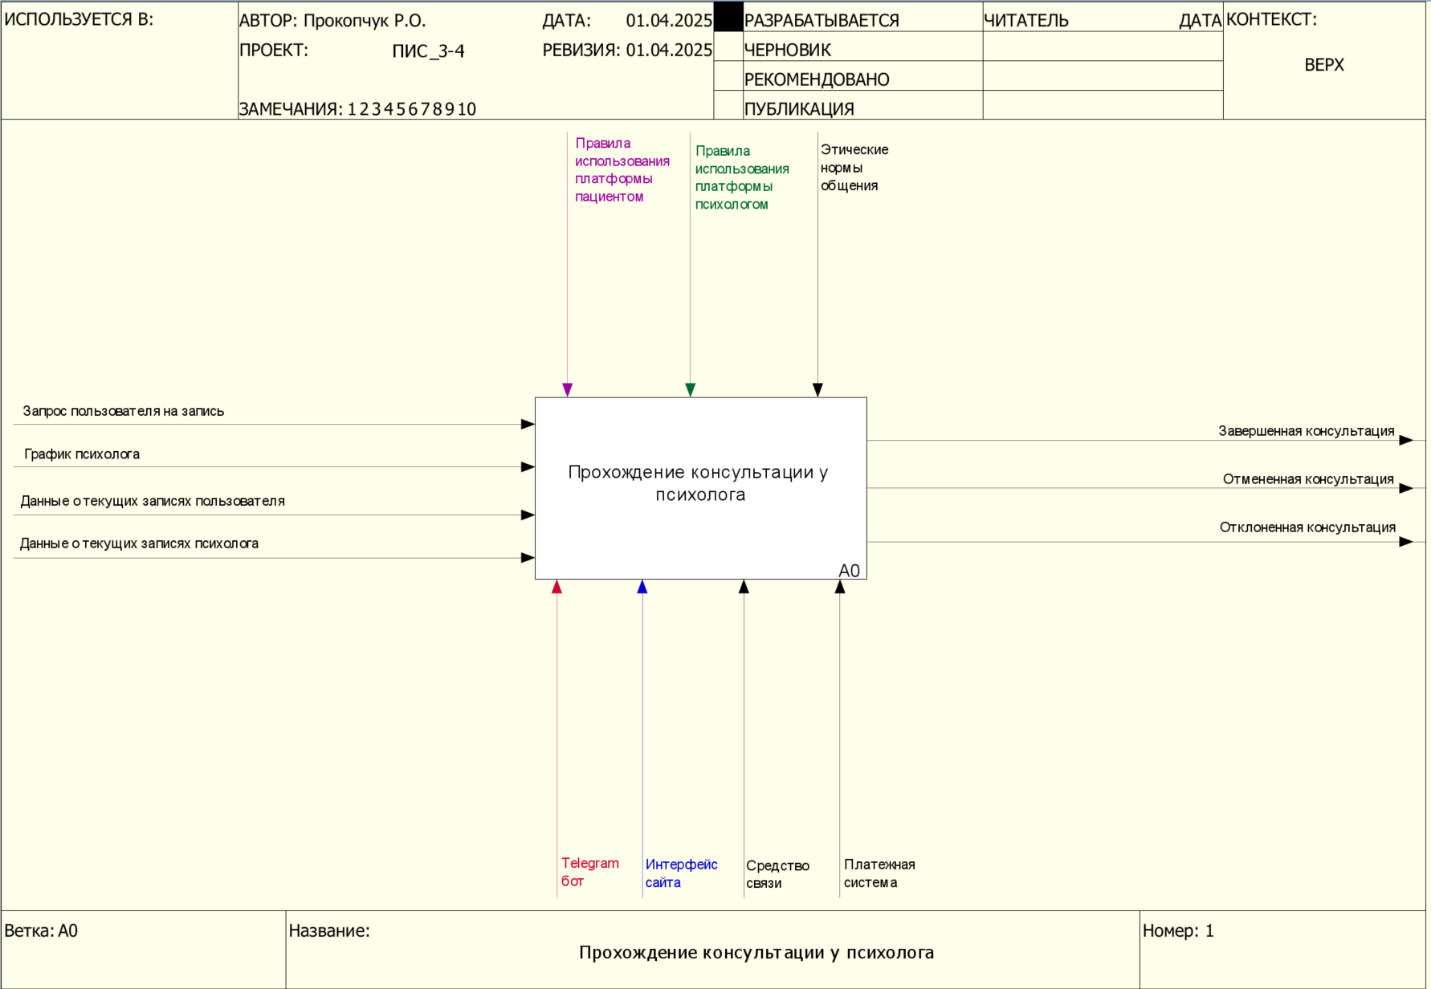 ИСПОЛЬЗУЕТСЯ В:
АВТОР: Прокопчук Р.О.
ДАТА: 01.04.2025
ПРОЕКТ: ПИС_3-4
РЕВИЗИЯ: 01.04.2025
ЗАМЕЧАНИЯ: 1 2 3 4 5 6 7 8 9 10
РАЗРАБАТЫВАЕТСЯ
ЧЕРНОВИК
РЕКОМЕНДОВАНО
ПУБЛИКАЦИЯ
ЧИТАТЕЛЬ
ДАТА
КОНТЕКСТ:
ВЕРХ
Правила
использования
платформы
пациентом
Правила
использования
платформы
психологом
Этические
нормы
общения
Запрос пользователя на запись
График психолога
Данные о текущих записях пользователя
Данные о текущих записях психолога
Прохождение консультации у
психолога
A0
Завершенная консультация
Отмененная консультация
Отклоненная консультация
Telegram
бот
Интерфейс
сайта
Средство
связи
Платежная
система
Ветка: A0
Название:
Прохождение консультации у психолога
Номер: 1